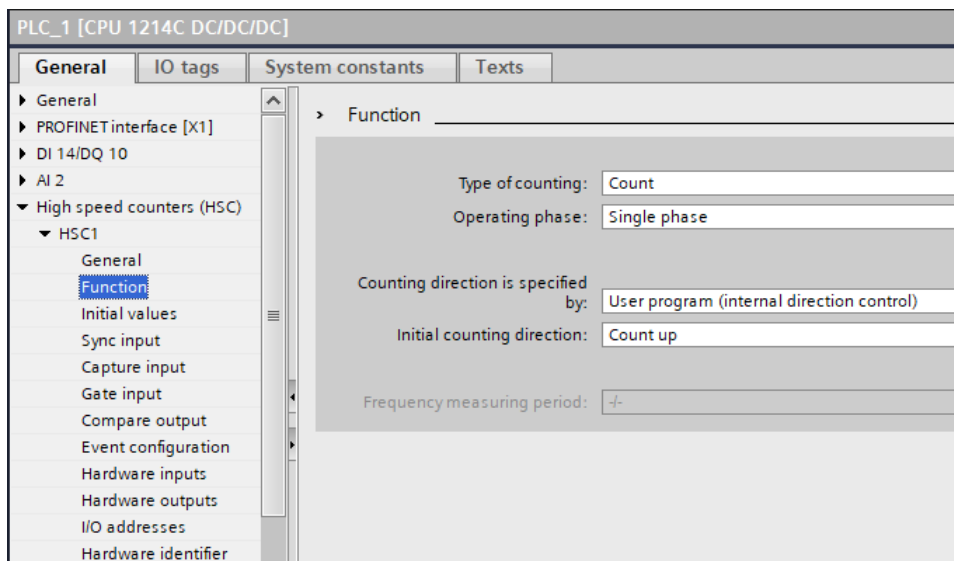 PLC_1 [CPU 1214C DC/DC/DC]
General IO tags System constants Texts
General
PROFINET interface [X1]
DI 14/DQ 10
AI 2
High speed counters (HSC)
HSC1
General
Function
Initial values
Sync input
Capture input
Gate input
Compare output
Event configuration
Hardware inputs
Hardware outputs
I/O addresses
Hardware identifier
Function
Type of counting: Count
Operating phase: Single phase
Counting direction is specified
by: User program (internal direction control)
Initial counting direction: Count up
Frequency measuring period: -/-